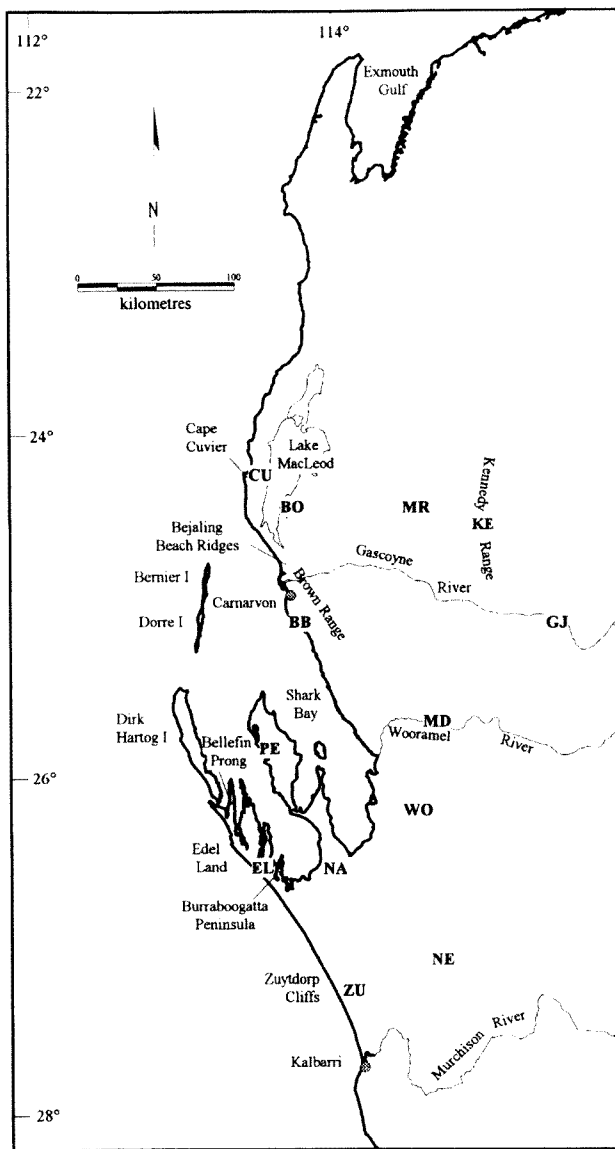 112°
114°
22°
Exmouth
Gulf
N
0 50 100
kilometres
24°
Cape
Cuvier
CU
Lake
MacLeod
BO
MR
Kennedy
Range
KE
Bejaling
Beach Ridges
Gascoyne
River
Bernier I
Brown Range
Carnarvon
Dorre I
BB
GJ
Shark
Bay
Dirk
Hartog I
MD
Wooramel
River
Bellefin
Prong
PE
26°
WO
Edel
Land
EL
NA
Burraboogatta
Peninsula
NE
Zuytdorp
Cliffs
ZU
Murchison
River
Kalbarri
28°